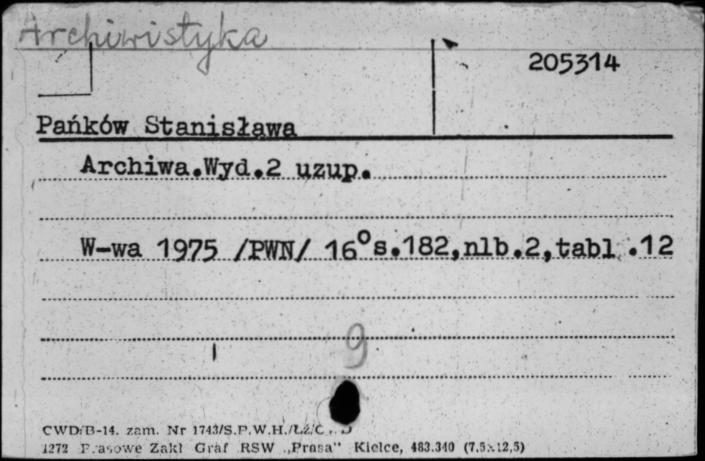 Archiwistyka
205314
Pańków Stanisława
Archiwa.Wyd.2 uzup.
W-wa 1975 /PWN/ 16° s.182,nlb.2,tabl.12
9
CWD/B-14. zam. Nr 1743/S.P.W.H./Łź/
1272 Prasowe Zakł Graf RSW „Prasa" Kielce, 483.340 (7,5x12,5)